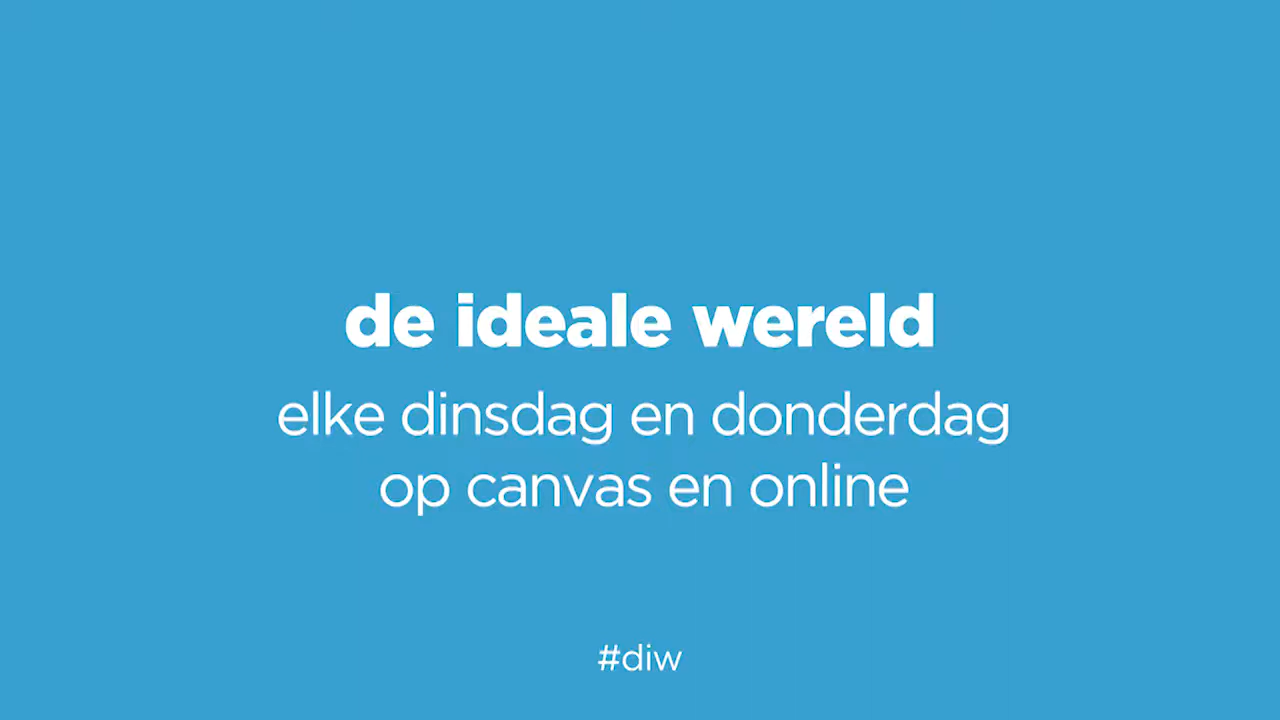 de ideale wereld
elke dinsdag en donderdag
op canvas en online
#diw